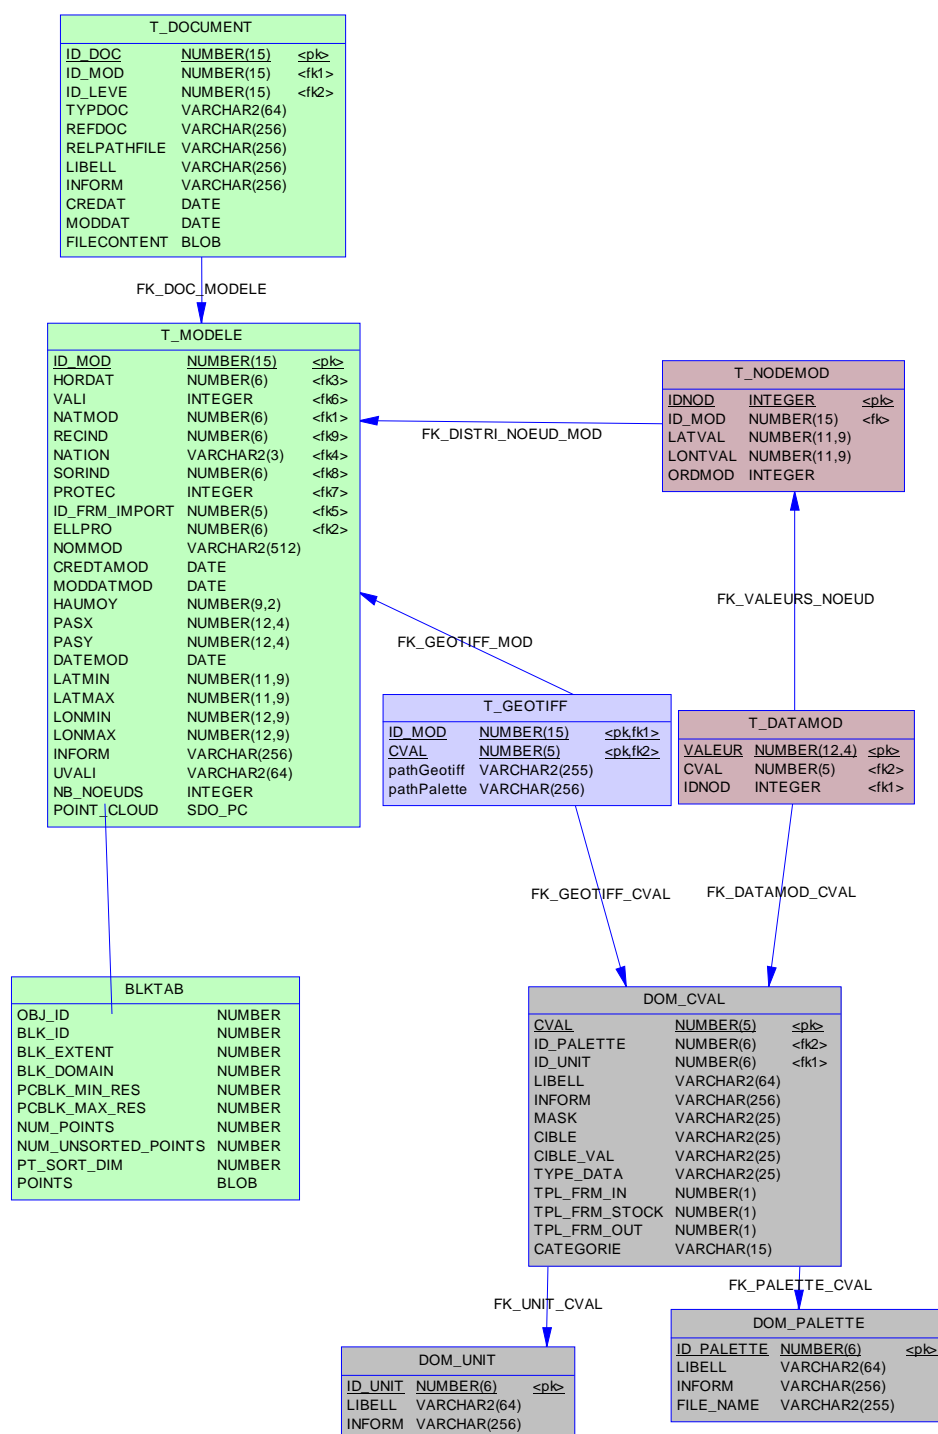 T_DOCUMENT
ID_DOC NUMBER(15) <pk>
ID_MOD NUMBER(15) <fk1>
ID_LEVE NUMBER(15) <fk2>
TYPDOC VARCHAR2(64)
REFDOC VARCHAR(256)
RELPATHFILE VARCHAR(256)
LIBELL VARCHAR(256)
INFORM VARCHAR(256)
CREDAT DATE
MODDAT DATE
FILECONTENT BLOB
FK_DOC_MODELE
T_MODELE
ID_MOD NUMBER(15) <pk>
HORDAT NUMBER(6) <fk3>
VALI INTEGER <fk6>
NATMOD NUMBER(6) <fk1>
RECIND NUMBER(6) <fk9>
NATION VARCHAR2(3) <fk4>
SORIND NUMBER(6) <fk8>
PROTEC INTEGER <fk7>
ID_FRM_IMPORT NUMBER(5) <fk5>
ELLPRO NUMBER(6) <fk2>
NOMMOD VARCHAR2(512)
CREDTAMOD DATE
MODDATMOD DATE
HAUMOY NUMBER(9,2)
PASX NUMBER(12,4)
PASY NUMBER(12,4)
DATEMOD DATE
LATMIN NUMBER(11,9)
LATMAX NUMBER(11,9)
LONMIN NUMBER(12,9)
LONMAX NUMBER(12,9)
INFORM VARCHAR(256)
UVALI VARCHAR2(64)
NB_NOEUDS INTEGER
POINT_CLOUD SDO_PC
T_NODEMOD
IDNOD INTEGER <pk>
ID_MOD NUMBER(15) <fk>
LATVAL NUMBER(11,9)
LONTVAL NUMBER(11,9)
ORDMOD INTEGER
FK_DISTRI_NOEUD_MOD
FK_VALEURS_NOEUD
FK_GEOTIFF_MOD
T_GEOTIFF
ID_MOD NUMBER(15) <pk,fk1>
CVAL NUMBER(5) <pk,fk2>
pathGeotiff VARCHAR2(255)
pathPalette VARCHAR(256)
T_DATAMOD
VALEUR NUMBER(12,4) <pk>
CVAL NUMBER(5) <fk2>
IDNOD INTEGER <fk1>
FK_GEOTIFF_CVAL
FK_DATAMOD_CVAL
BLKTAB
OBJ_ID NUMBER
BLK_ID NUMBER
BLK_EXTENT NUMBER
BLK_DOMAIN NUMBER
PCBLK_MIN_RES NUMBER
PCBLK_MAX_RES NUMBER
NUM_POINTS NUMBER
NUM_UNSORTED_POINTS NUMBER
PT_SORT_DIM NUMBER
POINTS BLOB
DOM_CVAL
CVAL NUMBER(5) <pk>
ID_PALETTE NUMBER(6) <fk2>
ID_UNIT NUMBER(6) <fk1>
LIBELL VARCHAR2(64)
INFORM VARCHAR(256)
MASK VARCHAR2(25)
CIBLE VARCHAR2(25)
CIBLE_VAL VARCHAR2(25)
TYPE_DATA VARCHAR2(25)
TPL_FRM_IN NUMBER(1)
TPL_FRM_STOCK NUMBER(1)
TPL_FRM_OUT NUMBER(1)
CATEGORIE VARCHAR(15)
FK_UNIT_CVAL
FK_PALETTE_CVAL
DOM_UNIT
ID_UNIT NUMBER(6) <pk>
LIBELL VARCHAR2(64)
INFORM VARCHAR(256)
DOM_PALETTE
ID_PALETTE NUMBER(6) <pk>
LIBELL VARCHAR2(64)
INFORM VARCHAR(256)
FILE_NAME VARCHAR2(255)